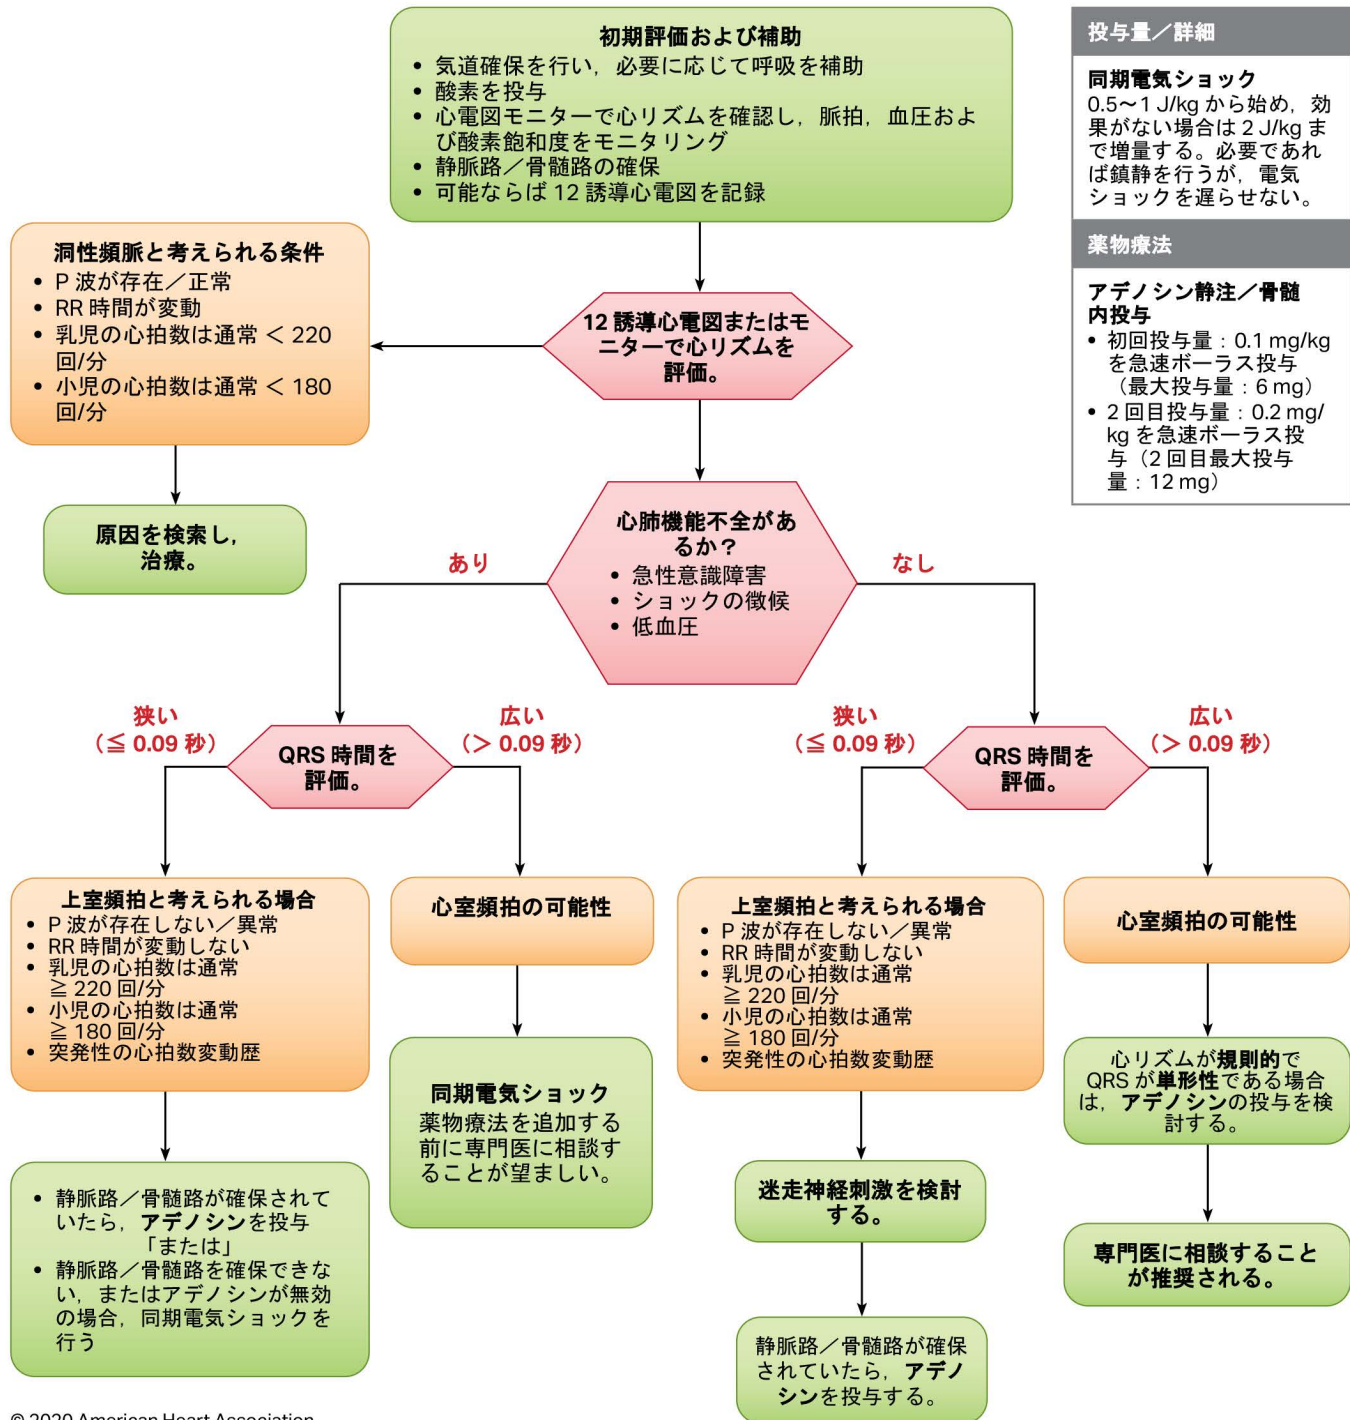 初期評価および補助
• 気道確保を行い，必要に応じて呼吸を補助
• 酸素を投与
• 心電図モニターで心リズムを確認し，脈拍，血圧およ
び酸素飽和度をモニタリング
• 静脈路／骨髄路の確保
• 可能ならば 12 誘導心電図を記録
投与量／詳細
同期電気ショック
0.5～1 J/kg から始め，効
果がない場合は 2 J/kg ま
で増量する。必要であれ
ば鎮静を行うが，電気
ショックを遅らせない。
薬物療法
アデノシン静注／骨髄
内投与
• 初回投与量：0.1 mg/kg
を急速ボーラス投与
（最大投与量：6 mg）
• 2 回目投与量：0.2 mg/
kg を急速ボーラス投
与（2 回目最大投与
量：12 mg）
洞性頻脈と考えられる条件
• P 波が存在／正常
• RR 時間が変動
• 乳児の心拍数は通常 ＜ 220
回/分
• 小児の心拍数は通常 ＜ 180
回/分
12 誘導心電図またはモ
ニターで心リズムを
評価。
原因を検索し，
治療。
心肺機能不全があ
るか？
• 急性意識障害
• ショックの徴候
• 低血圧
あり
なし
狭い
（≦ 0.09 秒）
QRS 時間を
評価。
広い
（＞ 0.09 秒）
狭い
（≦ 0.09 秒）
QRS 時間を
評価。
広い
（＞ 0.09 秒）
上室頻拍と考えられる場合
• P 波が存在しない／異常
• RR 時間が変動しない
• 乳児の心拍数は通常
≧ 220 回/分
• 小児の心拍数は通常
≧ 180 回/分
• 突発性の心拍数変動歴
心室頻拍の可能性
上室頻拍と考えられる場合
• P 波が存在しない／異常
• RR 時間が変動しない
• 乳児の心拍数は通常
≧ 220 回/分
• 小児の心拍数は通常
≧ 180 回/分
• 突発性の心拍数変動歴
心室頻拍の可能性
• 静脈路／骨髄路が確保されて
いたら，アデノシンを投与
「または」
• 静脈路／骨髄路を確保できな
い，またはアデノシンが無効
の場合，同期電気ショックを
行う
同期電気ショック
薬物療法を追加する
前に専門医に相談す
ることが望ましい。
迷走神経刺激を検討
する。
静脈路／骨髄路が確保
されていたら，アデノ
シンを投与する。
心リズムが規則的で
QRS が単形性である場合
は，アデノシンの投与を検
討する。
専門医に相談すること
が推奨される。
© 2020 American Heart Association